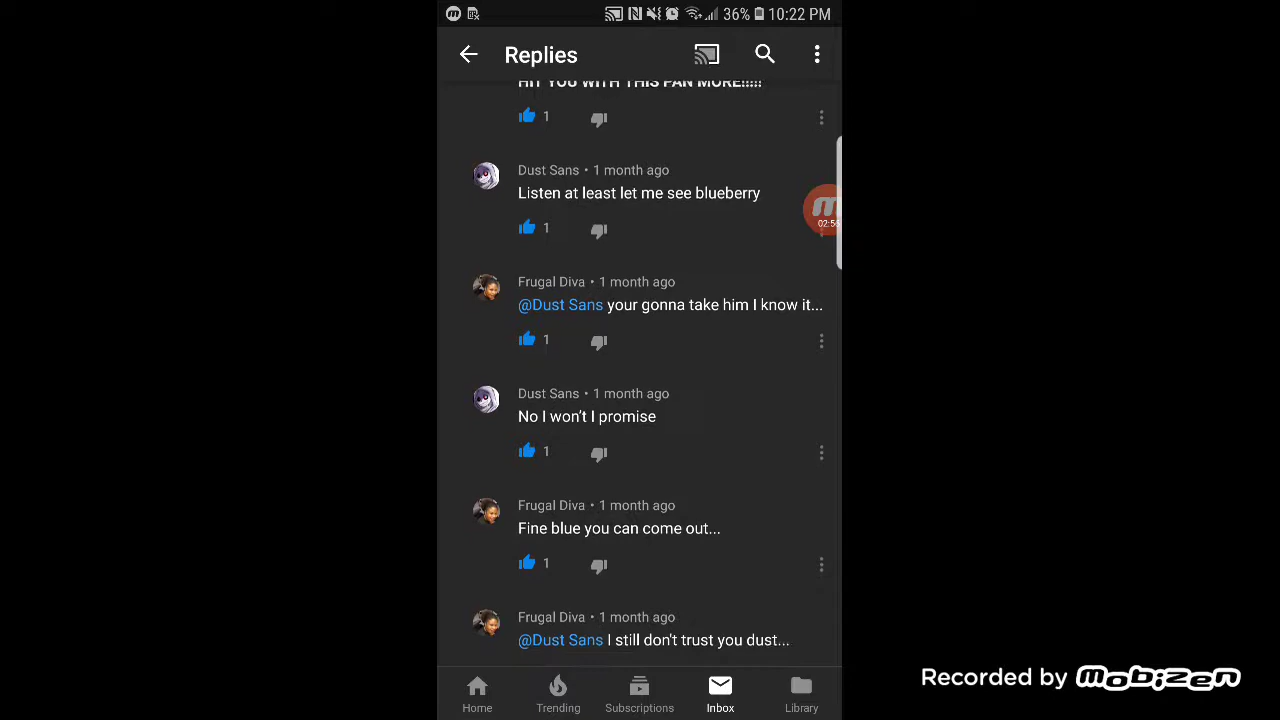 36% 10:22 PM
Replies
HIT YOU WITH THIS PAN MORE!!!!!
1
Dust Sans • 1 month ago
Listen at least let me see blueberry
1
02:56
Frugal Diva • 1 month ago
@Dust Sans your gonna take him I know it...
1
Dust Sans • 1 month ago
No I won't I promise
1
Frugal Diva • 1 month ago
Fine blue you can come out...
1
Frugal Diva • 1 month ago
@Dust Sans I still don't trust you dust...
Home Trending Subscriptions Inbox Library
Recorded by mobizen